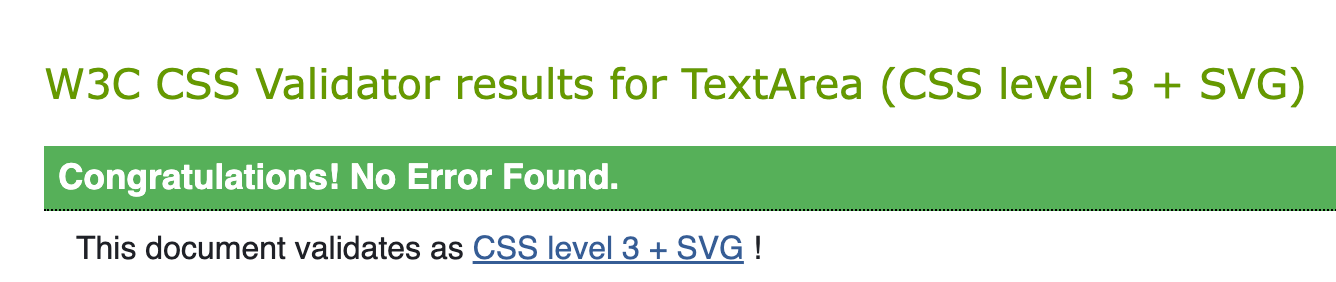 W3C CSS Validator results for TextArea (CSS level 3 + SVG)
Congratulations! No Error Found.
This document validates as CSS level 3 + SVG !